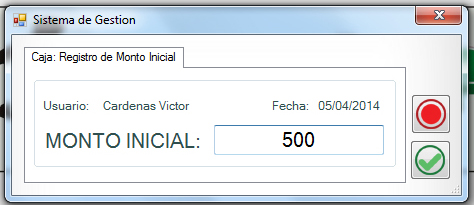 Sistema de Gestion
Caja: Registro de Monto Inicial
Usuario: Cardenas Victor Fecha: 05/04/2014
MONTO INICIAL: 500